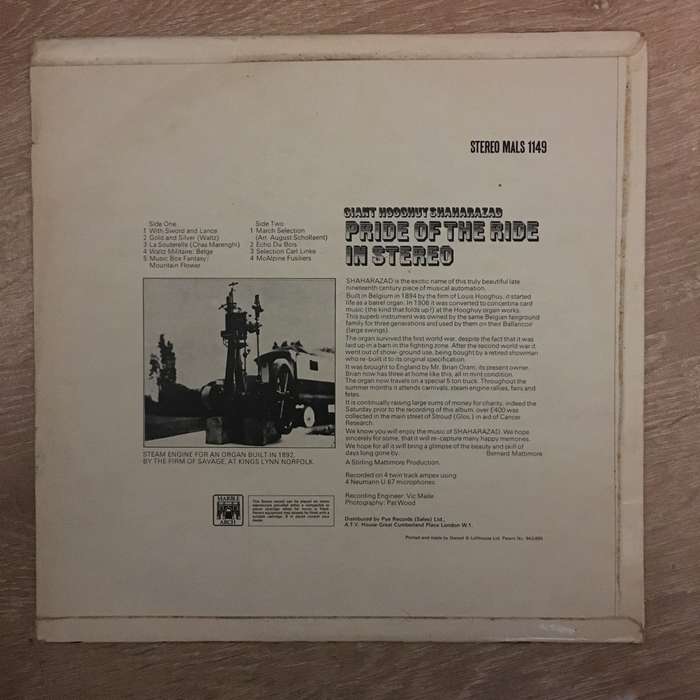 STEREO MALS 1149
Side One
1 With Sword and Lance
2 Gold and Silver (Waltz)
3 La Souterelle (Chas Marenghi)
4 Waltz Militaire: Belge
5 Music Box Fantasy:
Mountain Flower
Side Two
1 March Selection
(Arr. August Schollaent)
2 Echo Du Bois
3 Selection Carl Linke
4 McAlpine Fusiliers
GIANT HOOGHUT SHAHARAZAD
PRIDE OF THE RIDE
IN STEREO
SHAHARAZAD is the exotic name of this truly beautiful late
nineteenth century piece of musical automation.
Built in Belgium in 1894 by the firm of Louis Hooghus, it started
life as a barrel organ. In 1906 it was converted to concertina card
music (the kind that folds up!) at the Hooghuy organ works.
This superb instrument was owned by the same Belgian fairground
family for three generations and used by them on their Ballancoir
(large swings).
The organ survived the first world war, despite the fact that it was
laid up in a barn in the fighting zone. After the second world war it
went out of show-ground use, being bought by a retired showman
who re-built it to its original specification.
It was brought to England by Mr. Brian Oram, its present owner.
Brian now has three at home like this, all in mint condition.
The organ now travels on a special 5 ton truck. Throughout the
summer months it attends carnivals, steam engine rallies, fairs and
fetes.
It is continually raising large sums of money for charity; indeed the
Saturday prior to the recording of this album, over £400 was
collected in the main street of Stroud (Glos.) in aid of Cancer
Research.
We know you will enjoy the music of SHAHARAZAD. We hope
sincerely for some, that it will re-capture many happy memories.
We hope for all it will bring a glimpse of the beauty and skill of
days long gone by. Bernard Mattimore
A Stirling Mattimore Production.
Recorded on 4 twin track ampex using
4 Neumann U.67 microphones.
Recording Engineer: Vic Maile
Photography: Pat Wood
STEAM ENGINE FOR AN ORGAN BUILT IN 1892
BY THE FIRM OF SAVAGE, AT KINGS LYNN NORFOLK.
MARBLE
ARCH
Distributed by Pye Records (Sales) Ltd.,
A.T.V. House Great Cumberland Place London W.1.
Printed and made by Garrod & Lofthouse Ltd. Patent No.